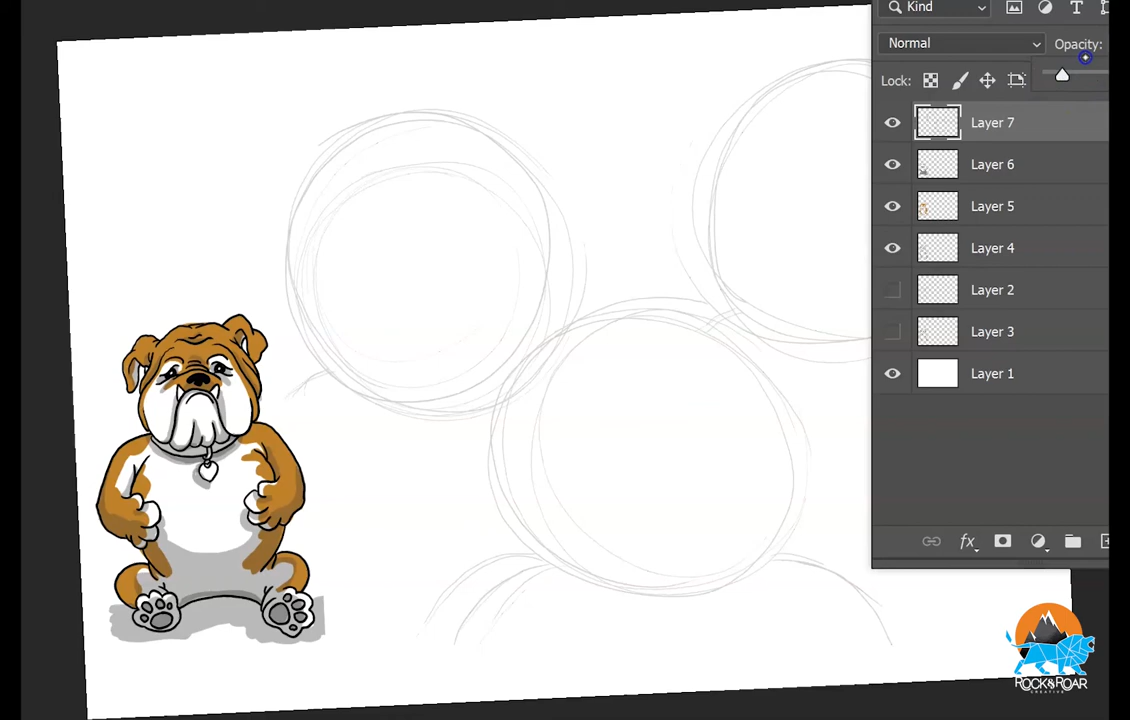 Kind
T
Normal
Opacity:
Lock:
Layer 7
Layer 6
Layer 5
Layer 4
Layer 2
Layer 3
Layer 1
fx
ROCK&ROAR
CREATIVE